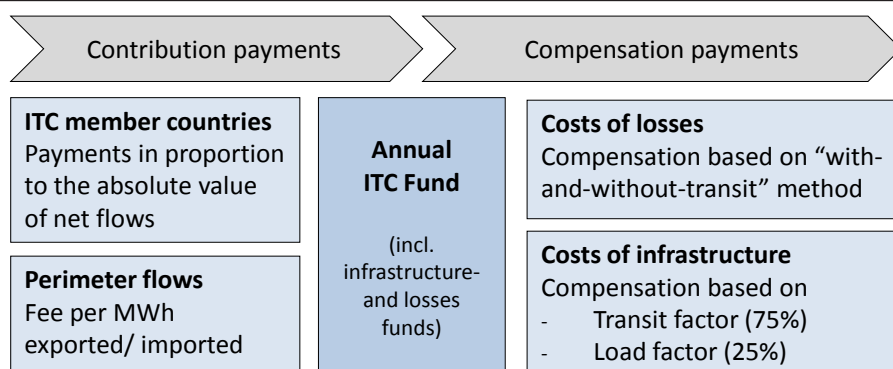 Contribution payments
Compensation payments
ITC member countries
Payments in proportion
to the absolute value
of net flows
Perimeter flows
Fee per MWh
exported/ imported
Annual
ITC Fund
(incl.
infrastructure-
and losses
funds)
Costs of losses
Compensation based on “with-
and-without-transit” method
Costs of infrastructure
Compensation based on
- Transit factor (75%)
- Load factor (25%)